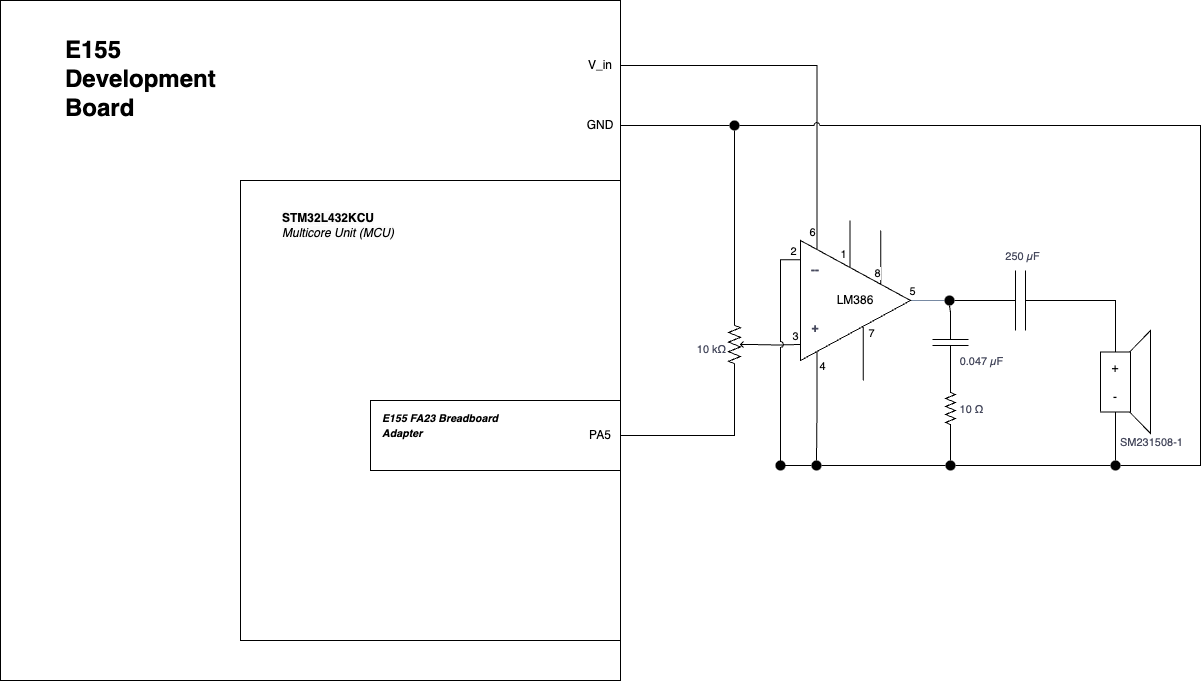 E155
Development
Board
V_in
GND
STM32L432KCU
Multicore Unit (MCU)
6
2
1
8
--
LM386
5
250 µF
+
3
7
10 kΩ
4
0.047 µF
+
-
10 Ω
E155 FA23 Breadboard
Adapter
PA5
SM231508-1